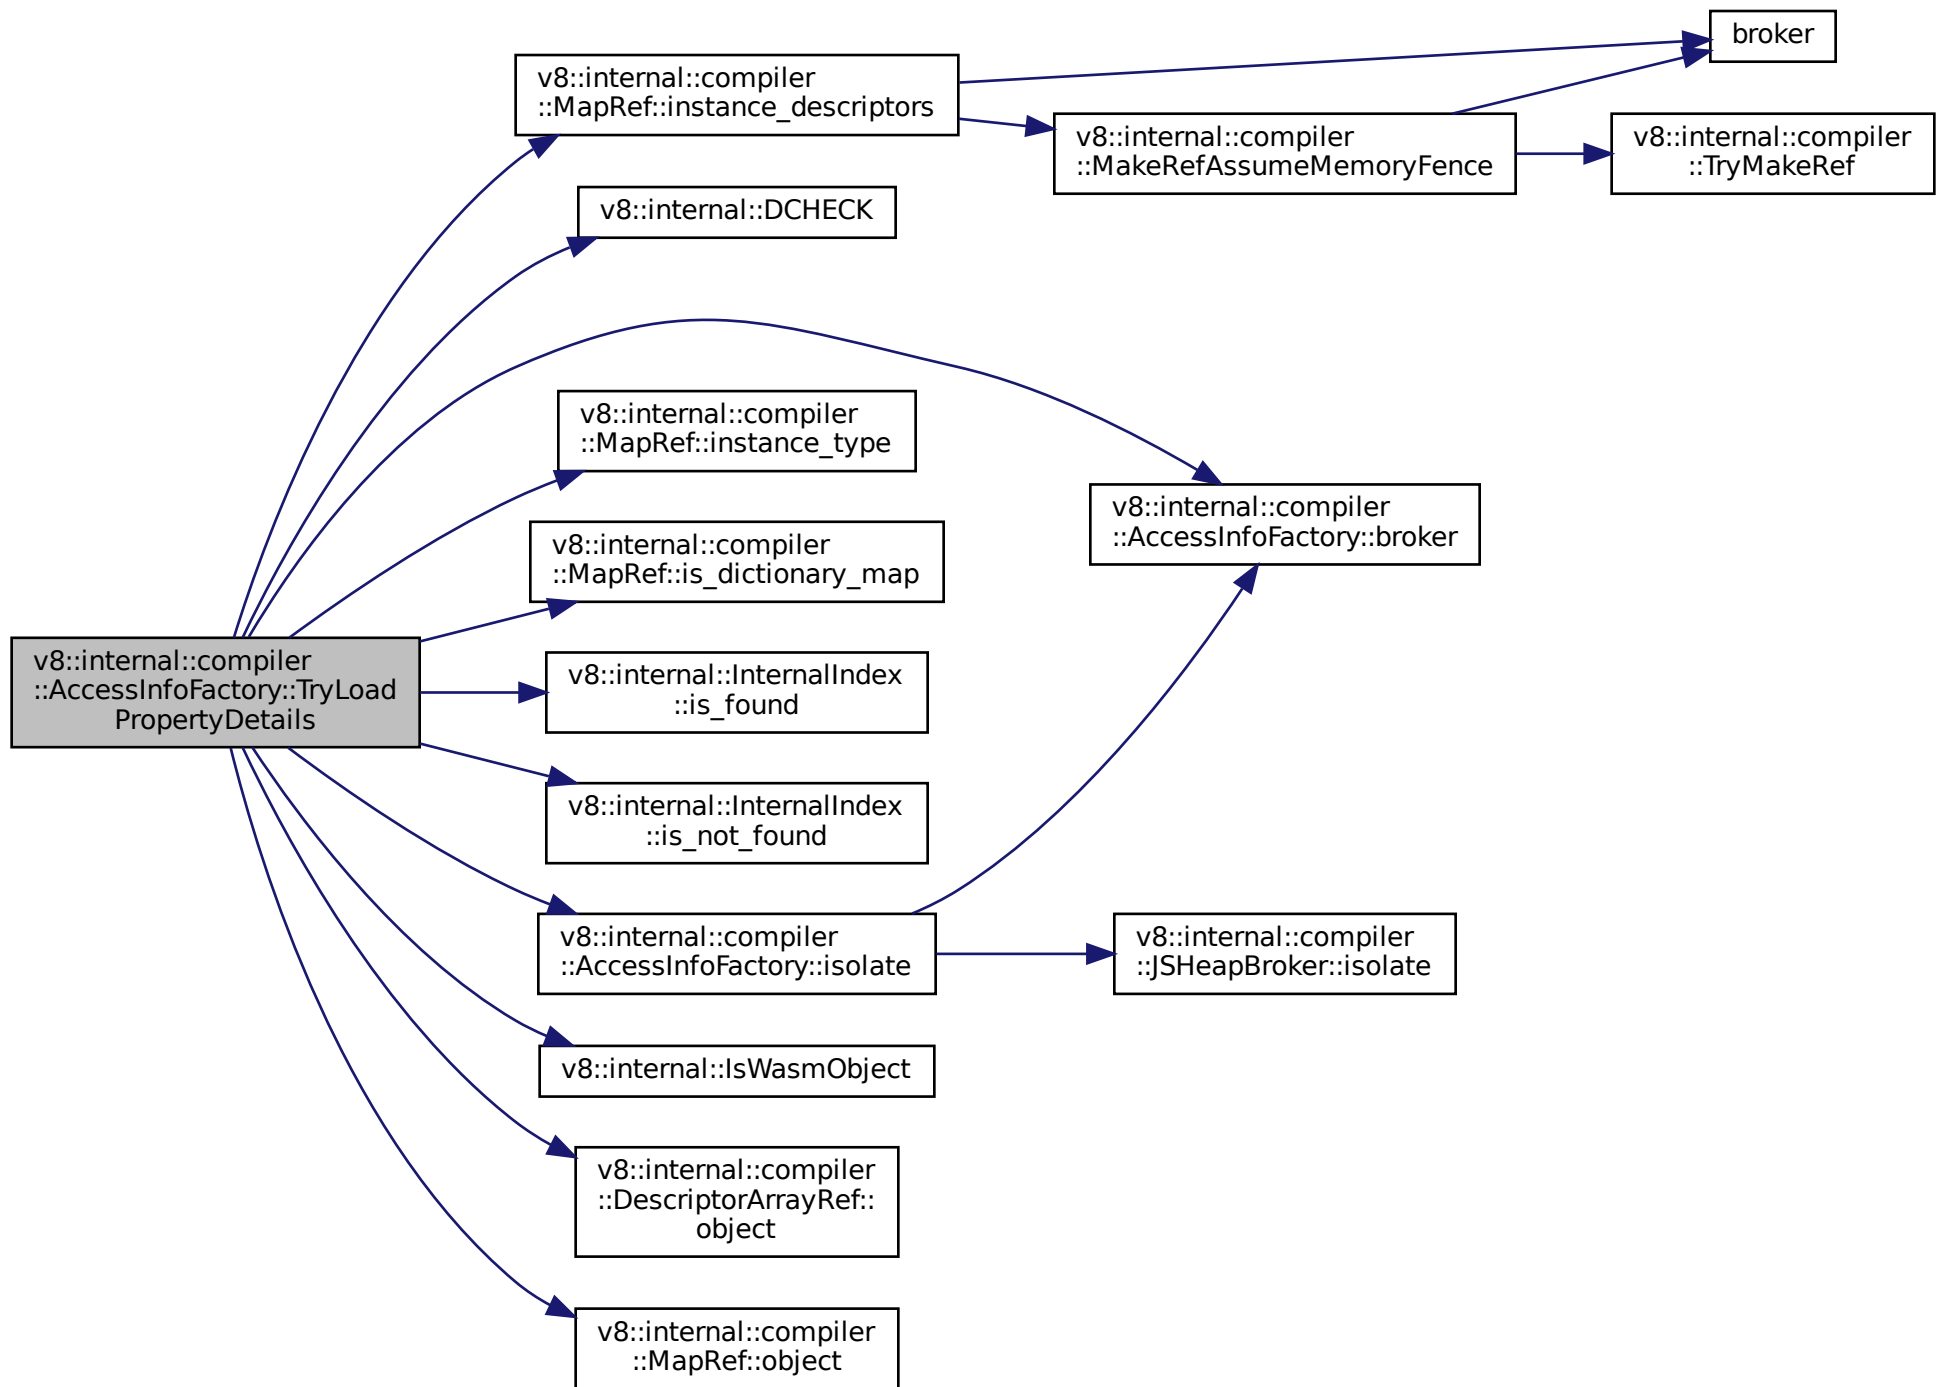 broker
v8::internal::compiler
::MapRef::instance_descriptors
v8::internal::compiler
::MakeRefAssumeMemoryFence
v8::internal::compiler
::TryMakeRef
v8::internal::DCHECK
v8::internal::compiler
::MapRef::instance_type
v8::internal::compiler
::AccessInfoFactory::broker
v8::internal::compiler
::MapRef::is_dictionary_map
v8::internal::compiler
::AccessInfoFactory::TryLoad
PropertyDetails
v8::internal::InternalIndex
::is_found
v8::internal::InternalIndex
::is_not_found
v8::internal::compiler
::AccessInfoFactory::isolate
v8::internal::compiler
::JSHeapBroker::isolate
v8::internal::IsWasmObject
v8::internal::compiler
::DescriptorArrayRef::
object
v8::internal::compiler
::MapRef::object